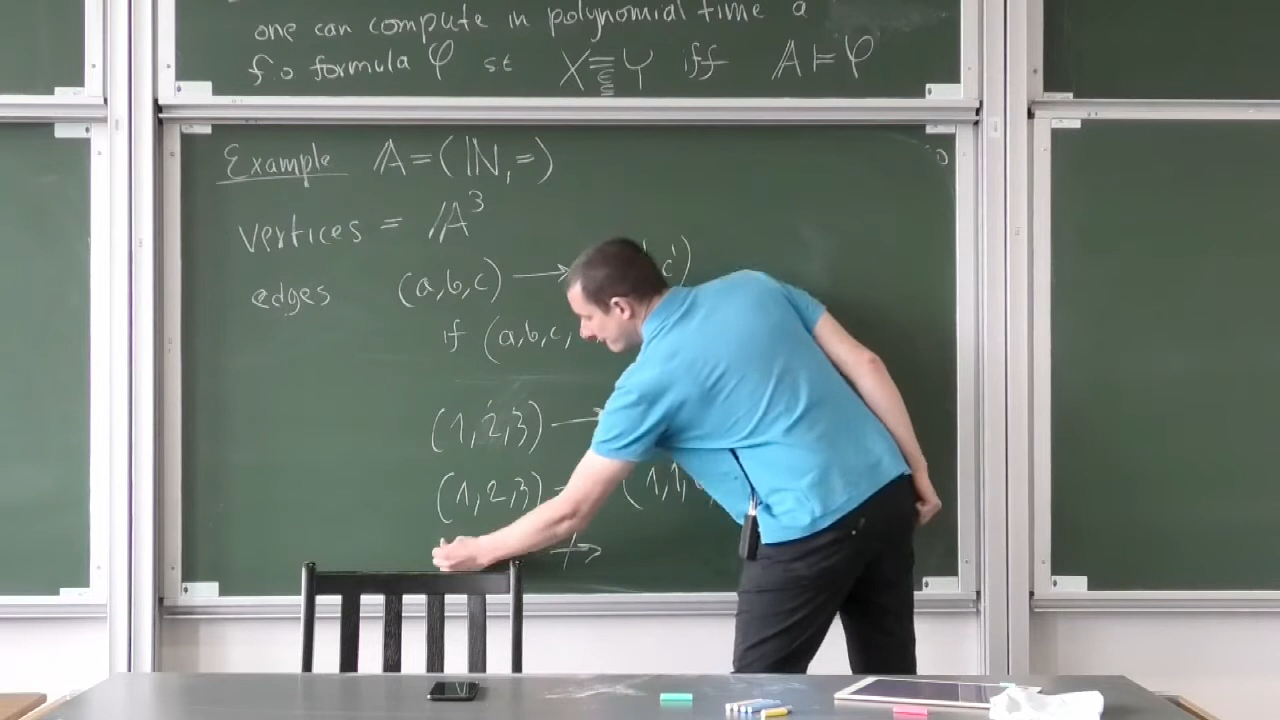 one can compute in polynomial time a
fo formula φ st X ≡ Y iff 𝔸 ⊨ φ
Example 𝔸 = (ℕ, =)
vertices = 𝔸³
edges (a,b,c) → c')
if (a,b,c,
(1,2,3) →
(1,2,3) (1,1,
↛